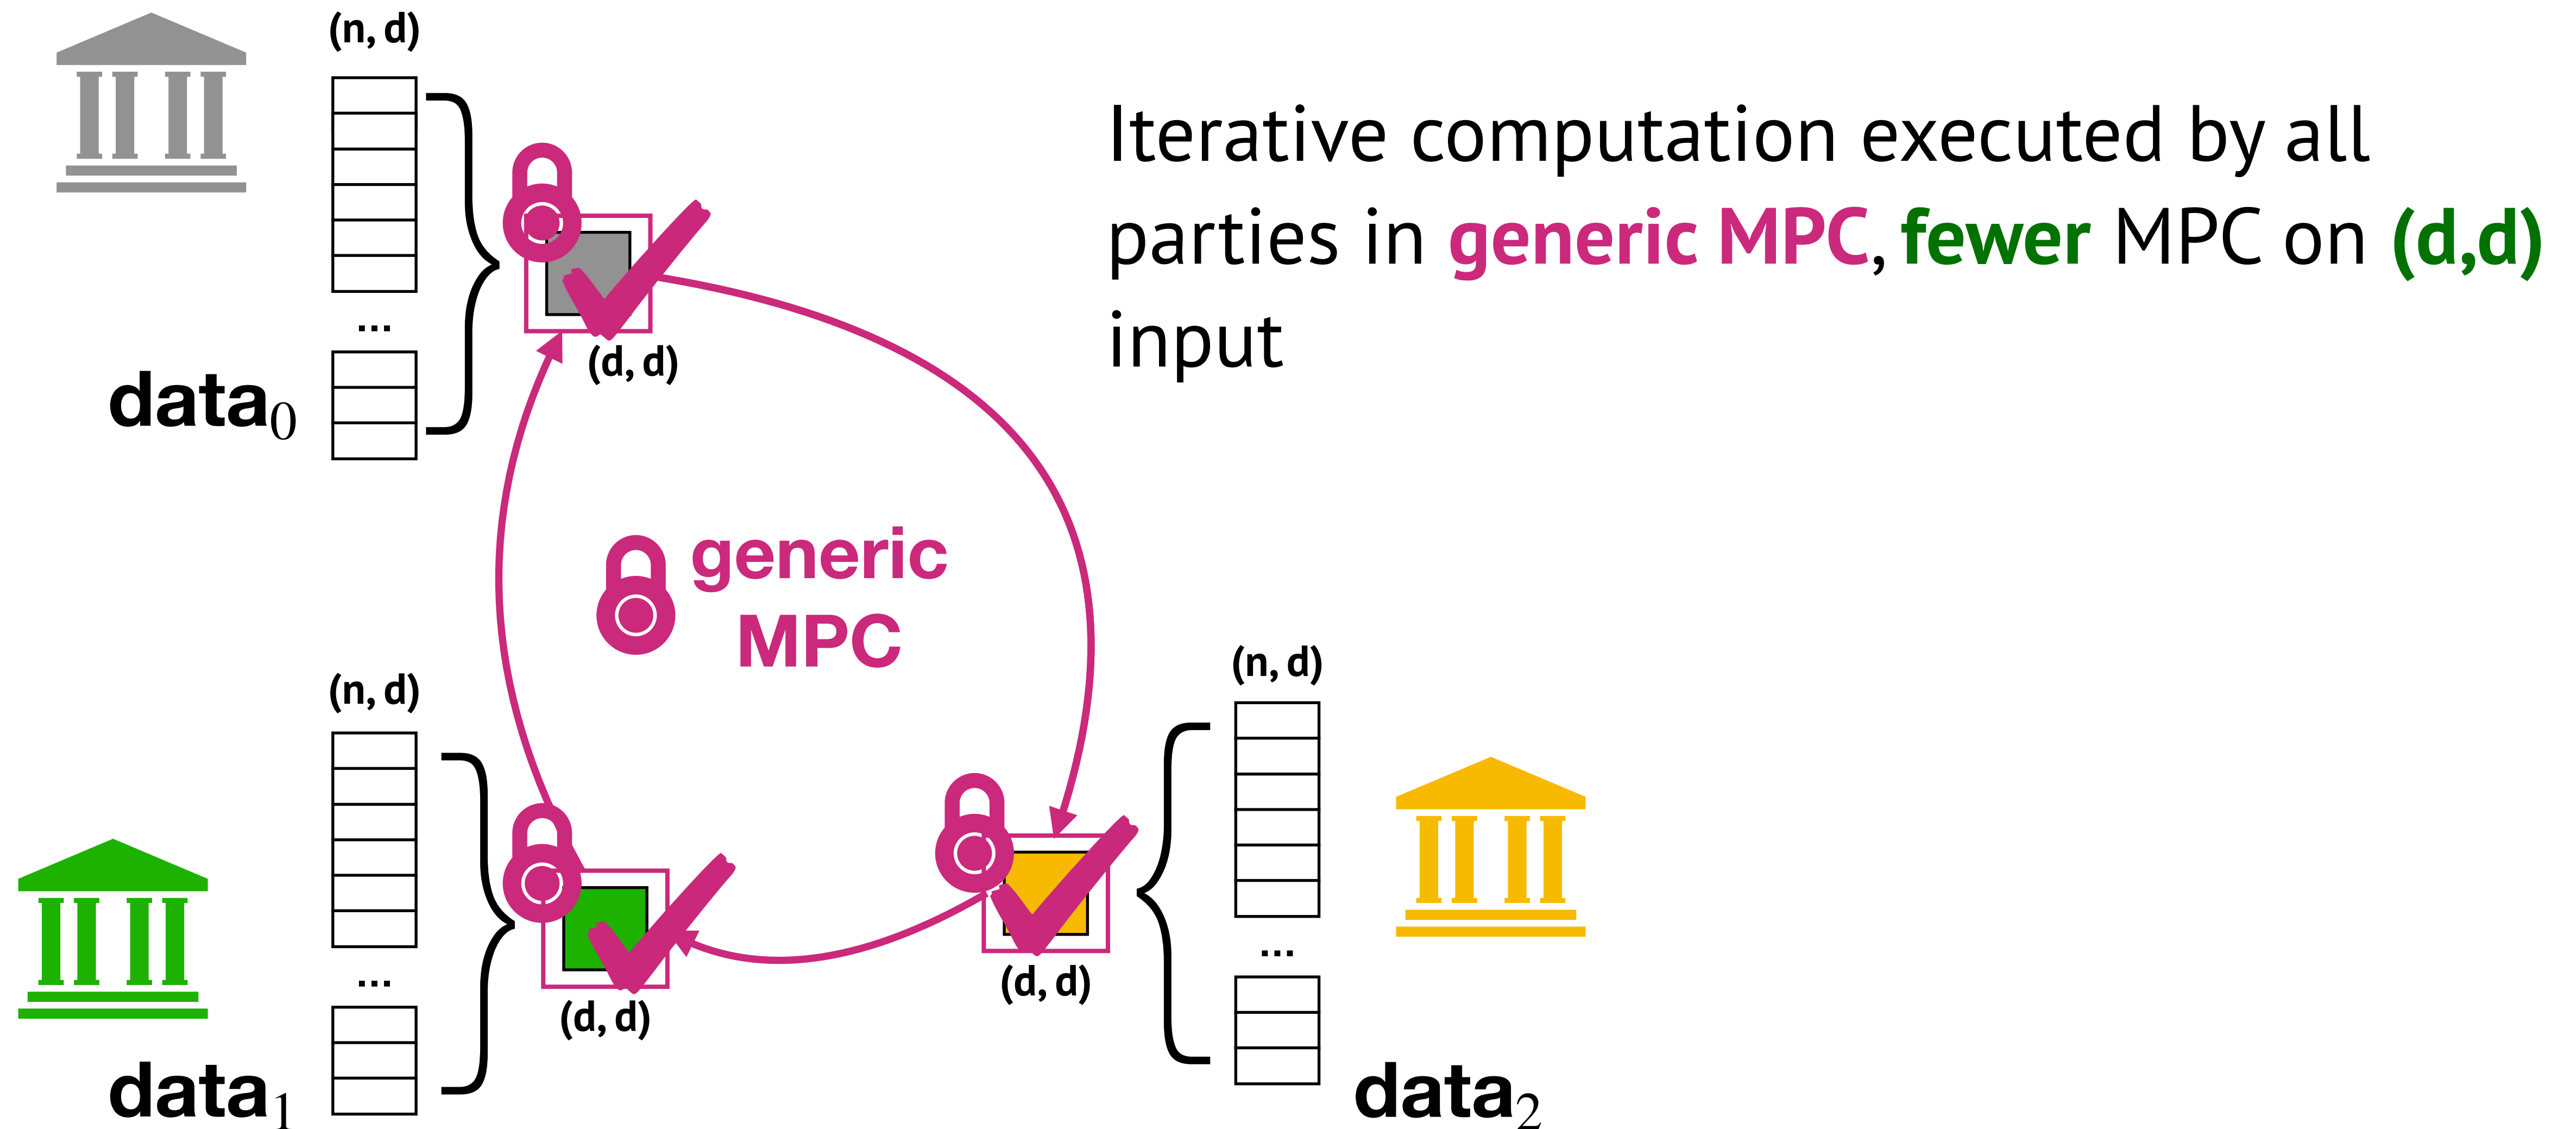 (n, d)
...
data0
(d, d)
Iterative computation executed by all
parties in generic MPC, fewer MPC on (d,d)
input
generic
MPC
(n, d)
...
data1
(d, d)
(n, d)
...
(d, d)
data2